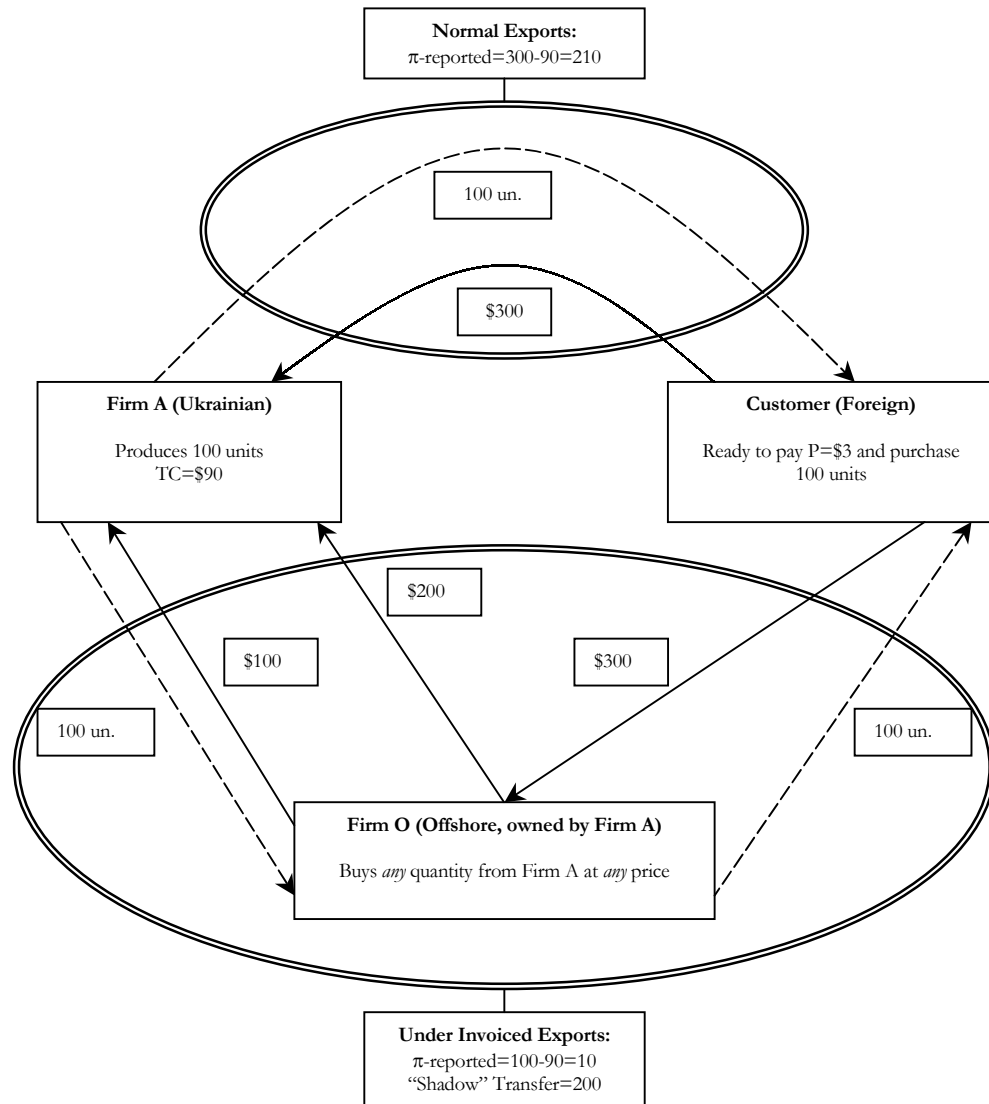 Normal Exports:
π-reported=300-90=210
100 un.
$300
Firm A (Ukrainian)
Produces 100 units
TC=$90
Customer (Foreign)
Ready to pay P=$3 and purchase
100 units
$200
$100
$300
100 un.
100 un.
Firm O (Offshore, owned by Firm A)
Buys any quantity from Firm A at any price
Under Invoiced Exports:
π-reported=100-90=10
“Shadow” Transfer=200